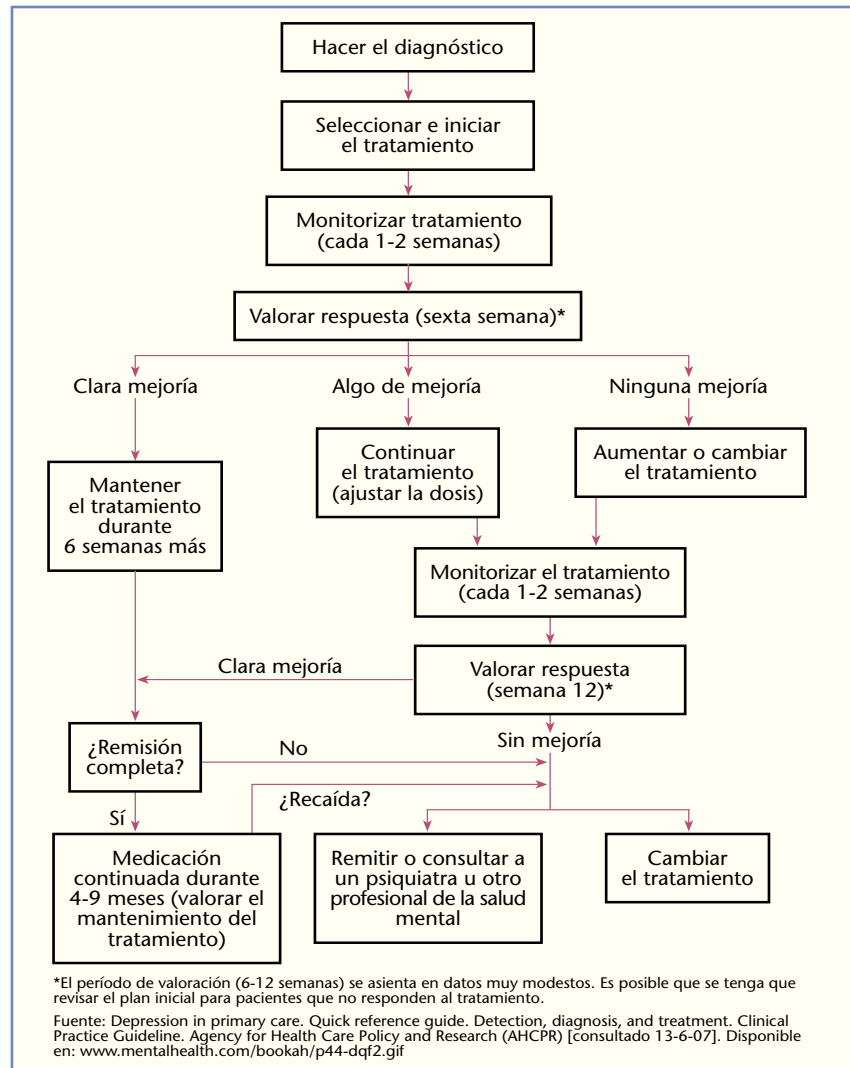 Hacer el diagnóstico
Seleccionar e iniciar
el tratamiento
Monitorizar tratamiento
(cada 1-2 semanas)
Valorar respuesta (sexta semana)*
Clara mejoría
Algo de mejoría
Ninguna mejoría
Mantener
el tratamiento
durante
6 semanas más
Continuar
el tratamiento
(ajustar la dosis)
Aumentar o cambiar
el tratamiento
Monitorizar el tratamiento
(cada 1-2 semanas)
Clara mejoría
Valorar respuesta
(semana 12)*
¿Remisión
completa?
No
Sin mejoría
¿Recaída?
Sí
Medicación
continuada durante
4-9 meses (valorar el
mantenimiento del
tratamiento)
Remitir o consultar a
un psiquiatra u otro
profesional de la salud
mental
Cambiar
el tratamiento
*El período de valoración (6-12 semanas) se asienta en datos muy modestos. Es posible que se tenga que
revisar el plan inicial para pacientes que no responden al tratamiento.
Fuente: Depression in primary care. Quick reference guide. Detection, diagnosis, and treatment. Clinical
Practice Guideline. Agency for Health Care Policy and Research (AHCPR) [consultado 13-6-07]. Disponible
en: www.mentalhealth.com/bookah/p44-dqf2.gif